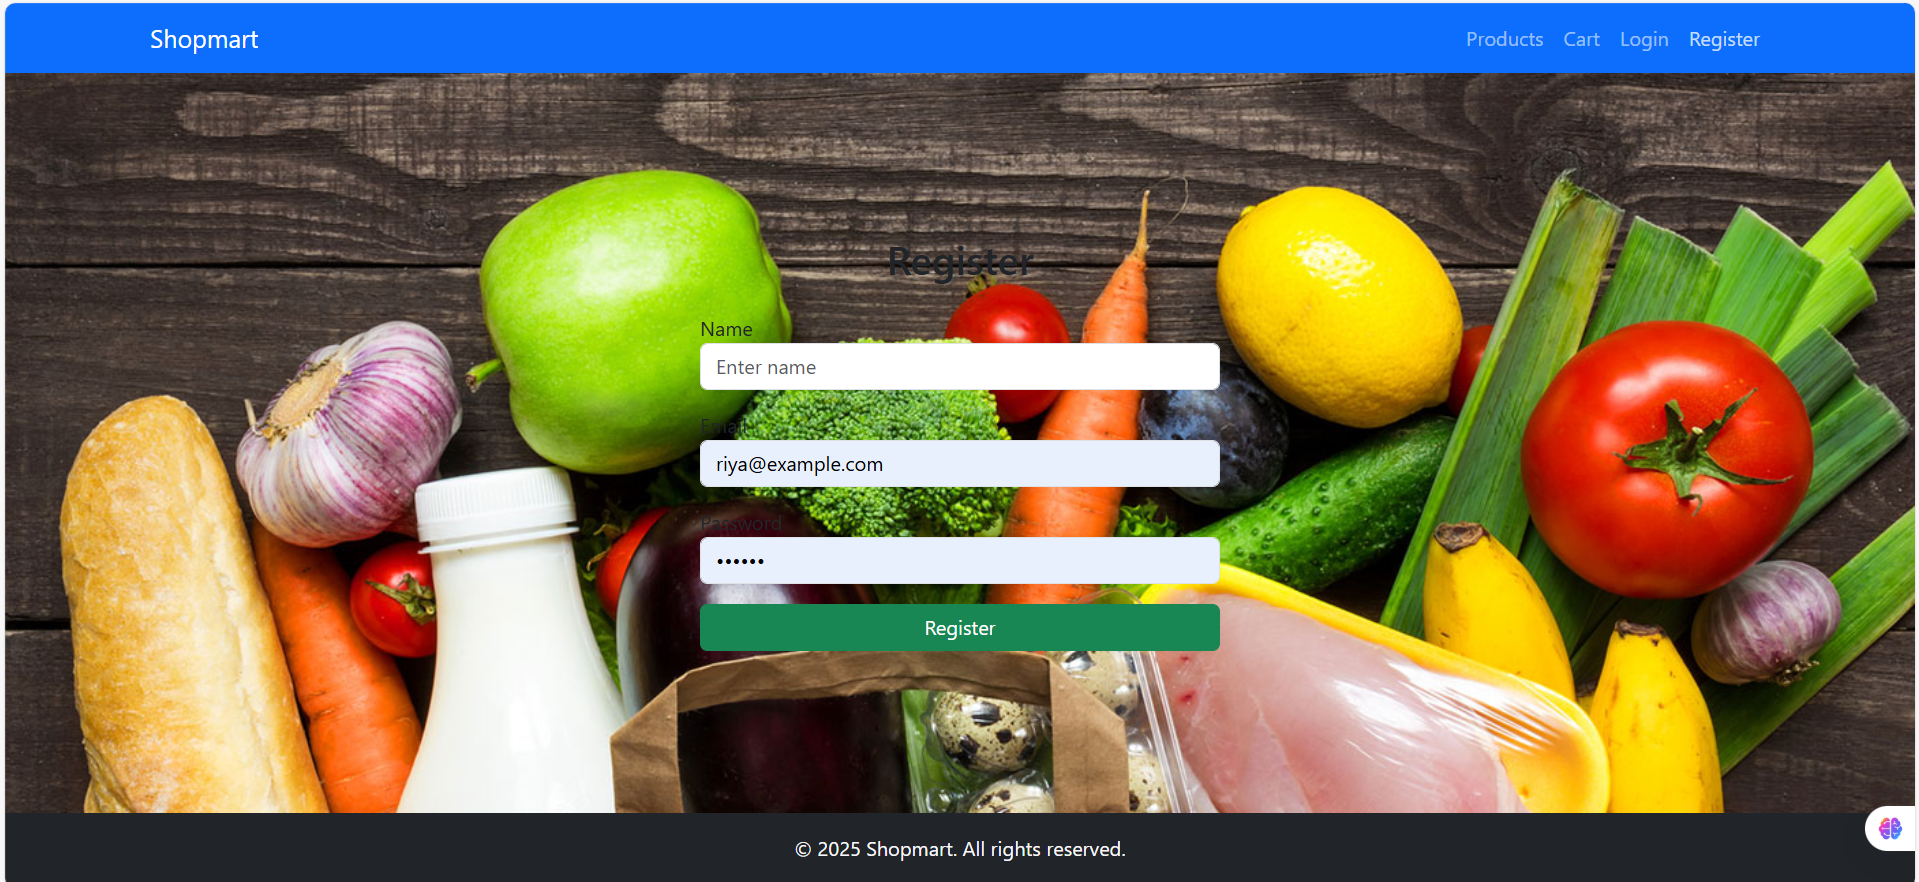 Shopmart
Products Cart Login Register
Register
Name
Enter name
Email
riya@example.com
Password
••••••
Register
© 2025 Shopmart. All rights reserved.